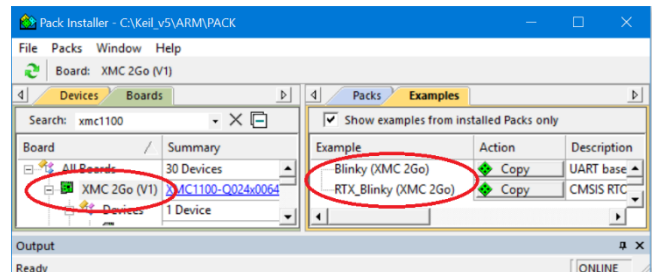 Pack Installer - C:\Keil_v5\ARM\PACK
File Packs Window Help
Board: XMC 2Go (V1)
Devices Boards
Search: xmc1100
Board / Summary
All Boards 30 Devices
XMC 2Go (V1) XMC1100-Q024x0064
Devices 1 Device
Packs Examples
Show examples from installed Packs only
Example Action Description
Blinky (XMC 2Go) Copy UART base
RTX_Blinky (XMC 2Go) Copy CMSIS RTO
Output
Ready ONLINE